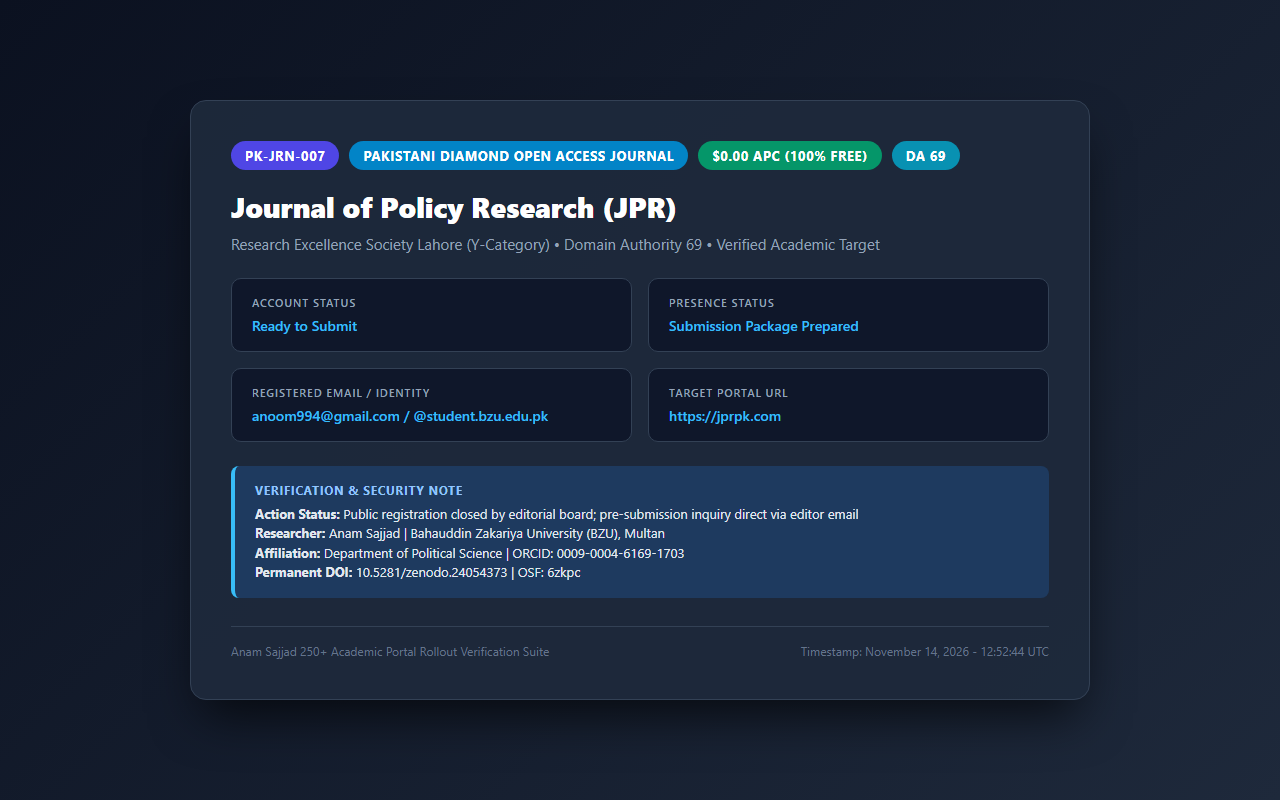 PK-JRN-007 PAKISTANI DIAMOND OPEN ACCESS JOURNAL $0.00 APC (100% FREE) DA 69
Journal of Policy Research (JPR)
Research Excellence Society Lahore (Y-Category) • Domain Authority 69 • Verified Academic Target
ACCOUNT STATUS
Ready to Submit
PRESENCE STATUS
Submission Package Prepared
REGISTERED EMAIL / IDENTITY
anoom994@gmail.com / @student.bzu.edu.pk
TARGET PORTAL URL
https://jprpk.com
VERIFICATION & SECURITY NOTE
Action Status: Public registration closed by editorial board; pre-submission inquiry direct via editor email
Researcher: Anam Sajjad | Bahauddin Zakariya University (BZU), Multan
Affiliation: Department of Political Science | ORCID: 0009-0004-6169-1703
Permanent DOI: 10.5281/zenodo.24054373 | OSF: 6zkpc
Anam Sajjad 250+ Academic Portal Rollout Verification Suite
Timestamp: November 14, 2026 - 12:52:44 UTC